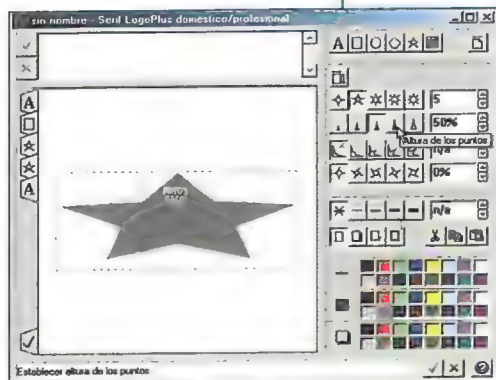 sin nombre - Serif LogoPlus doméstico/profesional
A
5
50%
Altura de los puntos
n/a
0%
n/a
A
A
Establecer altura de los puntos